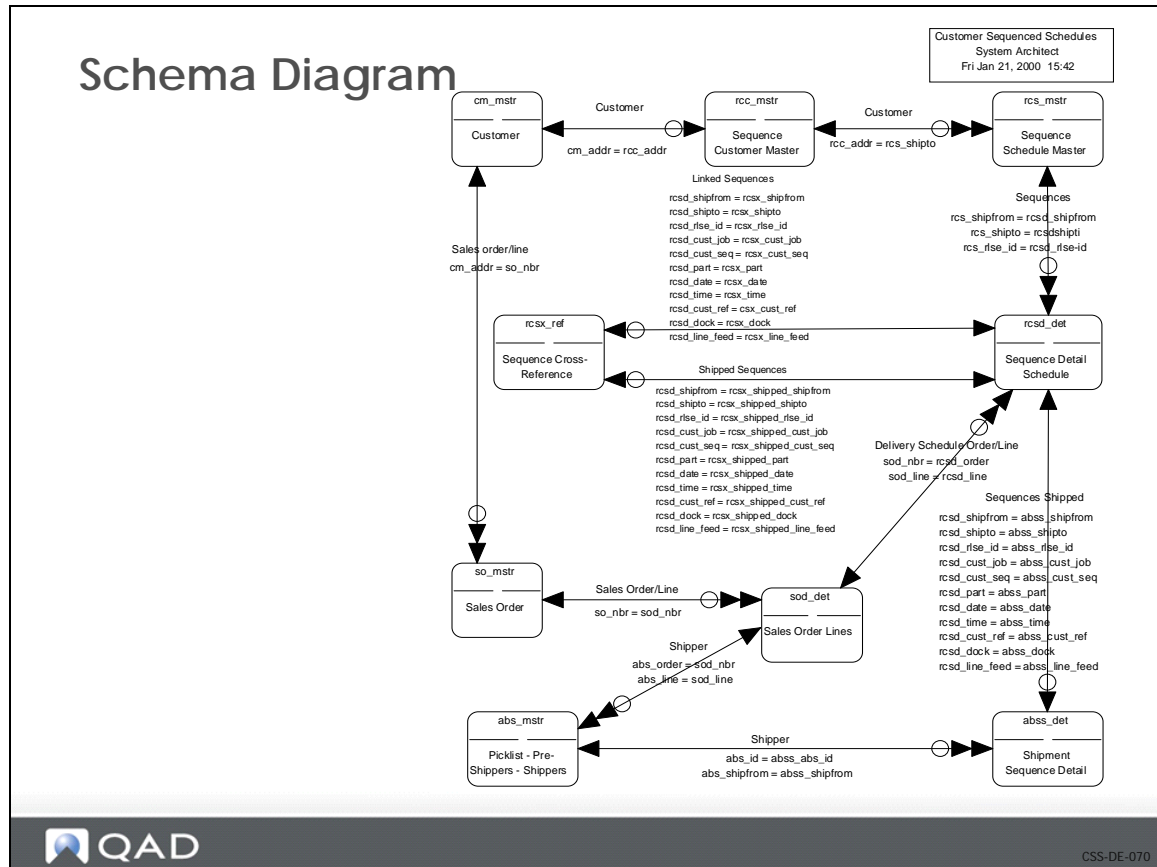 Schema Diagram
Customer Sequenced Schedules
System Architect
Fri Jan 21, 2000 15:42
cm_mstr
Customer
Customer
cm_addr = rcc_addr
rcc_mstr
Sequence
Customer Master
Customer
rcc_addr = rcs_shipto
rcs_mstr
Sequence
Schedule Master
Linked Sequences
rcsd_shipfrom = rcsx_shipfrom
rcsd_shipto = rcsx_shipto
rcsd_rlse_id = rcsx_rlse_id
rcsd_cust_job = rcsx_cust_job
rcsd_cust_seq = rcsx_cust_seq
rcsd_part = rcsx_part
rcsd_date = rcsx_date
rcsd_time = rcsx_time
rcsd_cust_ref = csx_cust_ref
rcsd_dock = rcsx_dock
rcsd_line_feed = rcsx_line_feed
Sequences
rcs_shipfrom = rcsd_shipfrom
rcs_shipto = rcsdshipti
rcs_rlse_id = rcsd_rlse-id
Sales order/line
cm_addr = so_nbr
rcsx_ref
Sequence Cross-
Reference
rcsd_det
Sequence Detail
Schedule
Shipped Sequences
rcsd_shipfrom = rcsx_shipped_shipfrom
rcsd_shipto = rcsx_shipped_shipto
rcsd_rlse_id = rcsx_shipped_rlse_id
rcsd_cust_job = rcsx_shipped_cust_job
rcsd_cust_seq = rcsx_shipped_cust_seq
rcsd_part = rcsx_shipped_part
rcsd_date = rcsx_shipped_date
rcsd_time = rcsx_shipped_time
rcsd_cust_ref = rcsx_shipped_cust_ref
rcsd_dock = rcsx_shipped_dock
rcsd_line_feed = rcsx_shipped_line_feed
Delivery Schedule Order/Line
sod_nbr = rcsd_order
sod_line = rcsd_line
Sequences Shipped
rcsd_shipfrom = abss_shipfrom
rcsd_shipto = abss_shipto
rcsd_rlse_id = abss_rlse_id
rcsd_cust_job = abss_cust_job
rcsd_cust_seq = abss_cust_seq
rcsd_part = abss_part
rcsd_date = abss_date
rcsd_time = abss_time
rcsd_cust_ref = abss_cust_ref
rcsd_dock = abss_dock
rcsd_line_feed = abss_line_feed
so_mstr
Sales Order
Sales Order/Line
so_nbr = sod_nbr
sod_det
Sales Order Lines
Shipper
abs_order = sod_nbr
abs_line = sod_line
abs_mstr
Picklist - Pre-
Shippers - Shippers
Shipper
abs_id = abss_abs_id
abs_shipfrom = abss_shipfrom
abss_det
Shipment
Sequence Detail
QAD
CSS-DE-070